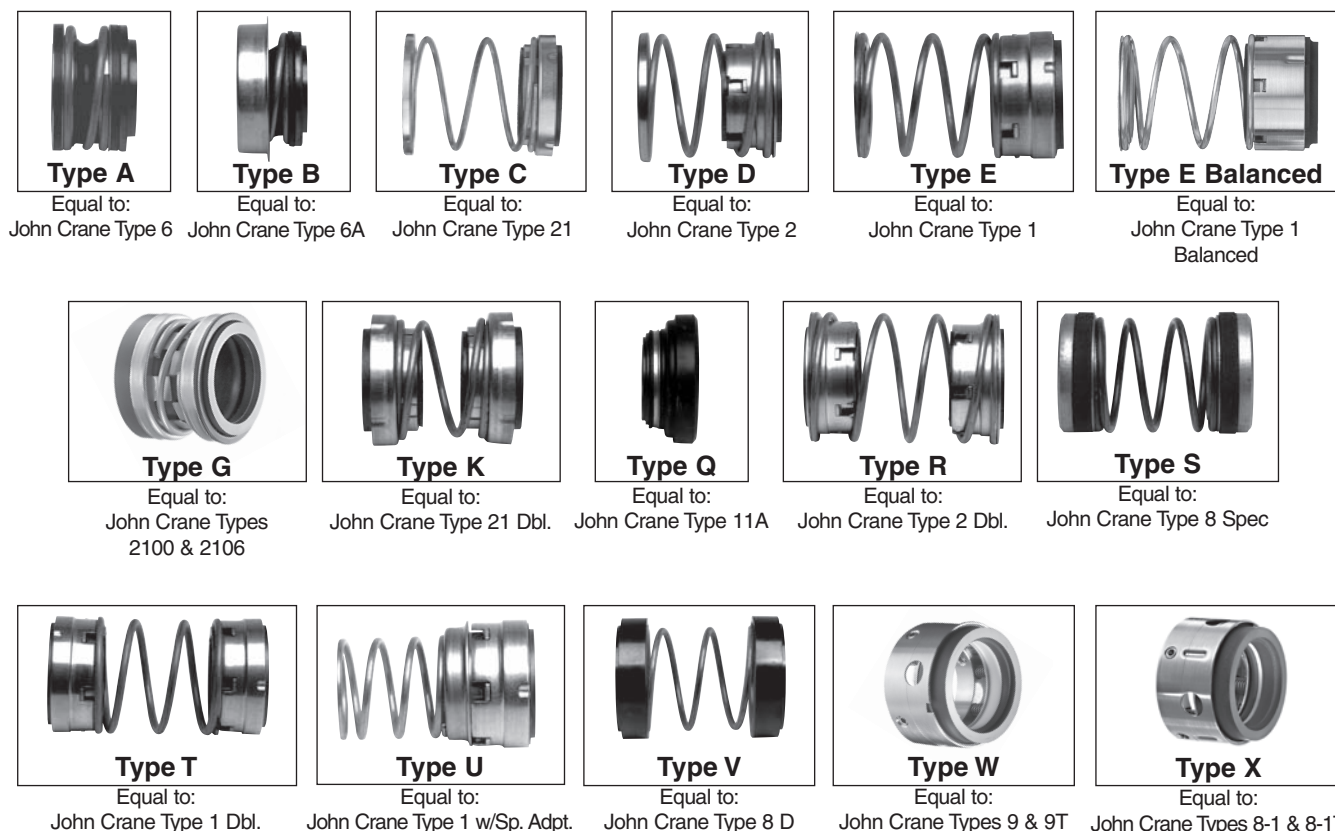 Type A
Equal to:
John Crane Type 6
Type B
Equal to:
John Crane Type 6A
Type C
Equal to:
John Crane Type 21
Type D
Equal to:
John Crane Type 2
Type E
Equal to:
John Crane Type 1
Type E Balanced
Equal to:
John Crane Type 1
Balanced
Type G
Equal to:
John Crane Types
2100 & 2106
Type K
Equal to:
John Crane Type 21 Dbl.
Type Q
Equal to:
John Crane Type 11A
Type R
Equal to:
John Crane Type 2 Dbl.
Type S
Equal to:
John Crane Type 8 Spec
Type T
Equal to:
John Crane Type 1 Dbl.
Type U
Equal to:
John Crane Type 1 w/Sp. Adpt.
Type V
Equal to:
John Crane Type 8 D
Type W
Equal to:
John Crane Types 9 & 9T
Type X
Equal to:
John Crane Types 8-1 & 8-1T